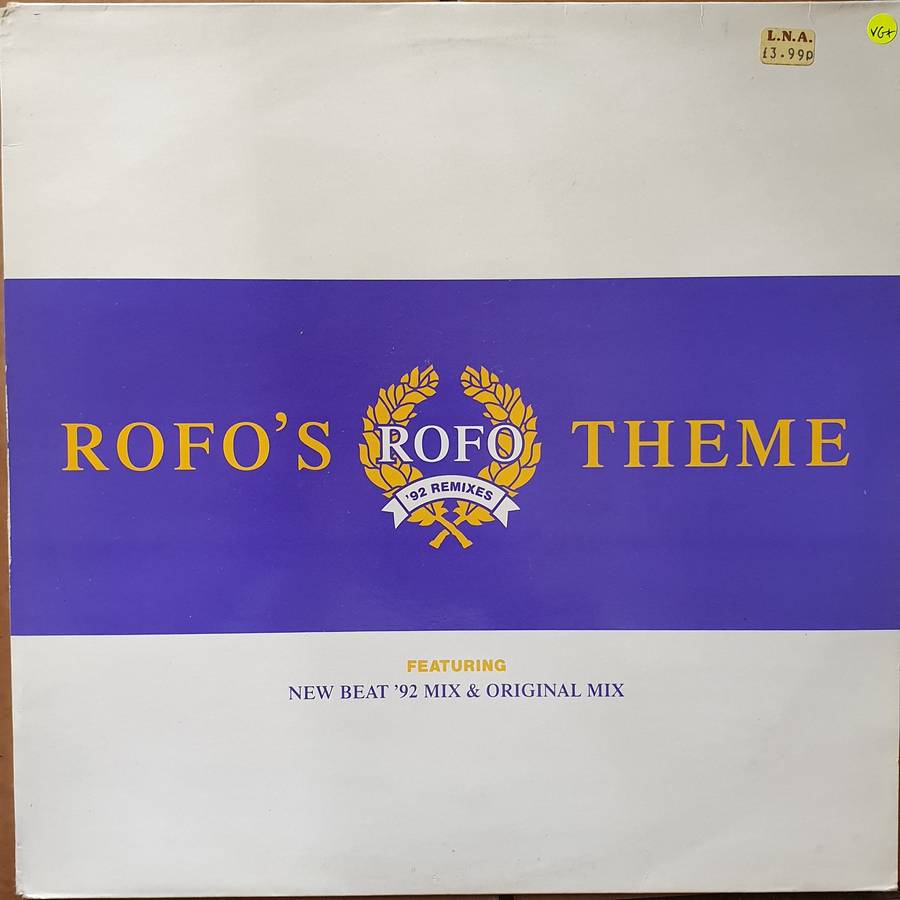 L.N.A.
£3.99p
VG+
ROFO'S ROFO THEME
'92 REMIXES
FEATURING
NEW BEAT '92 MIX & ORIGINAL MIX